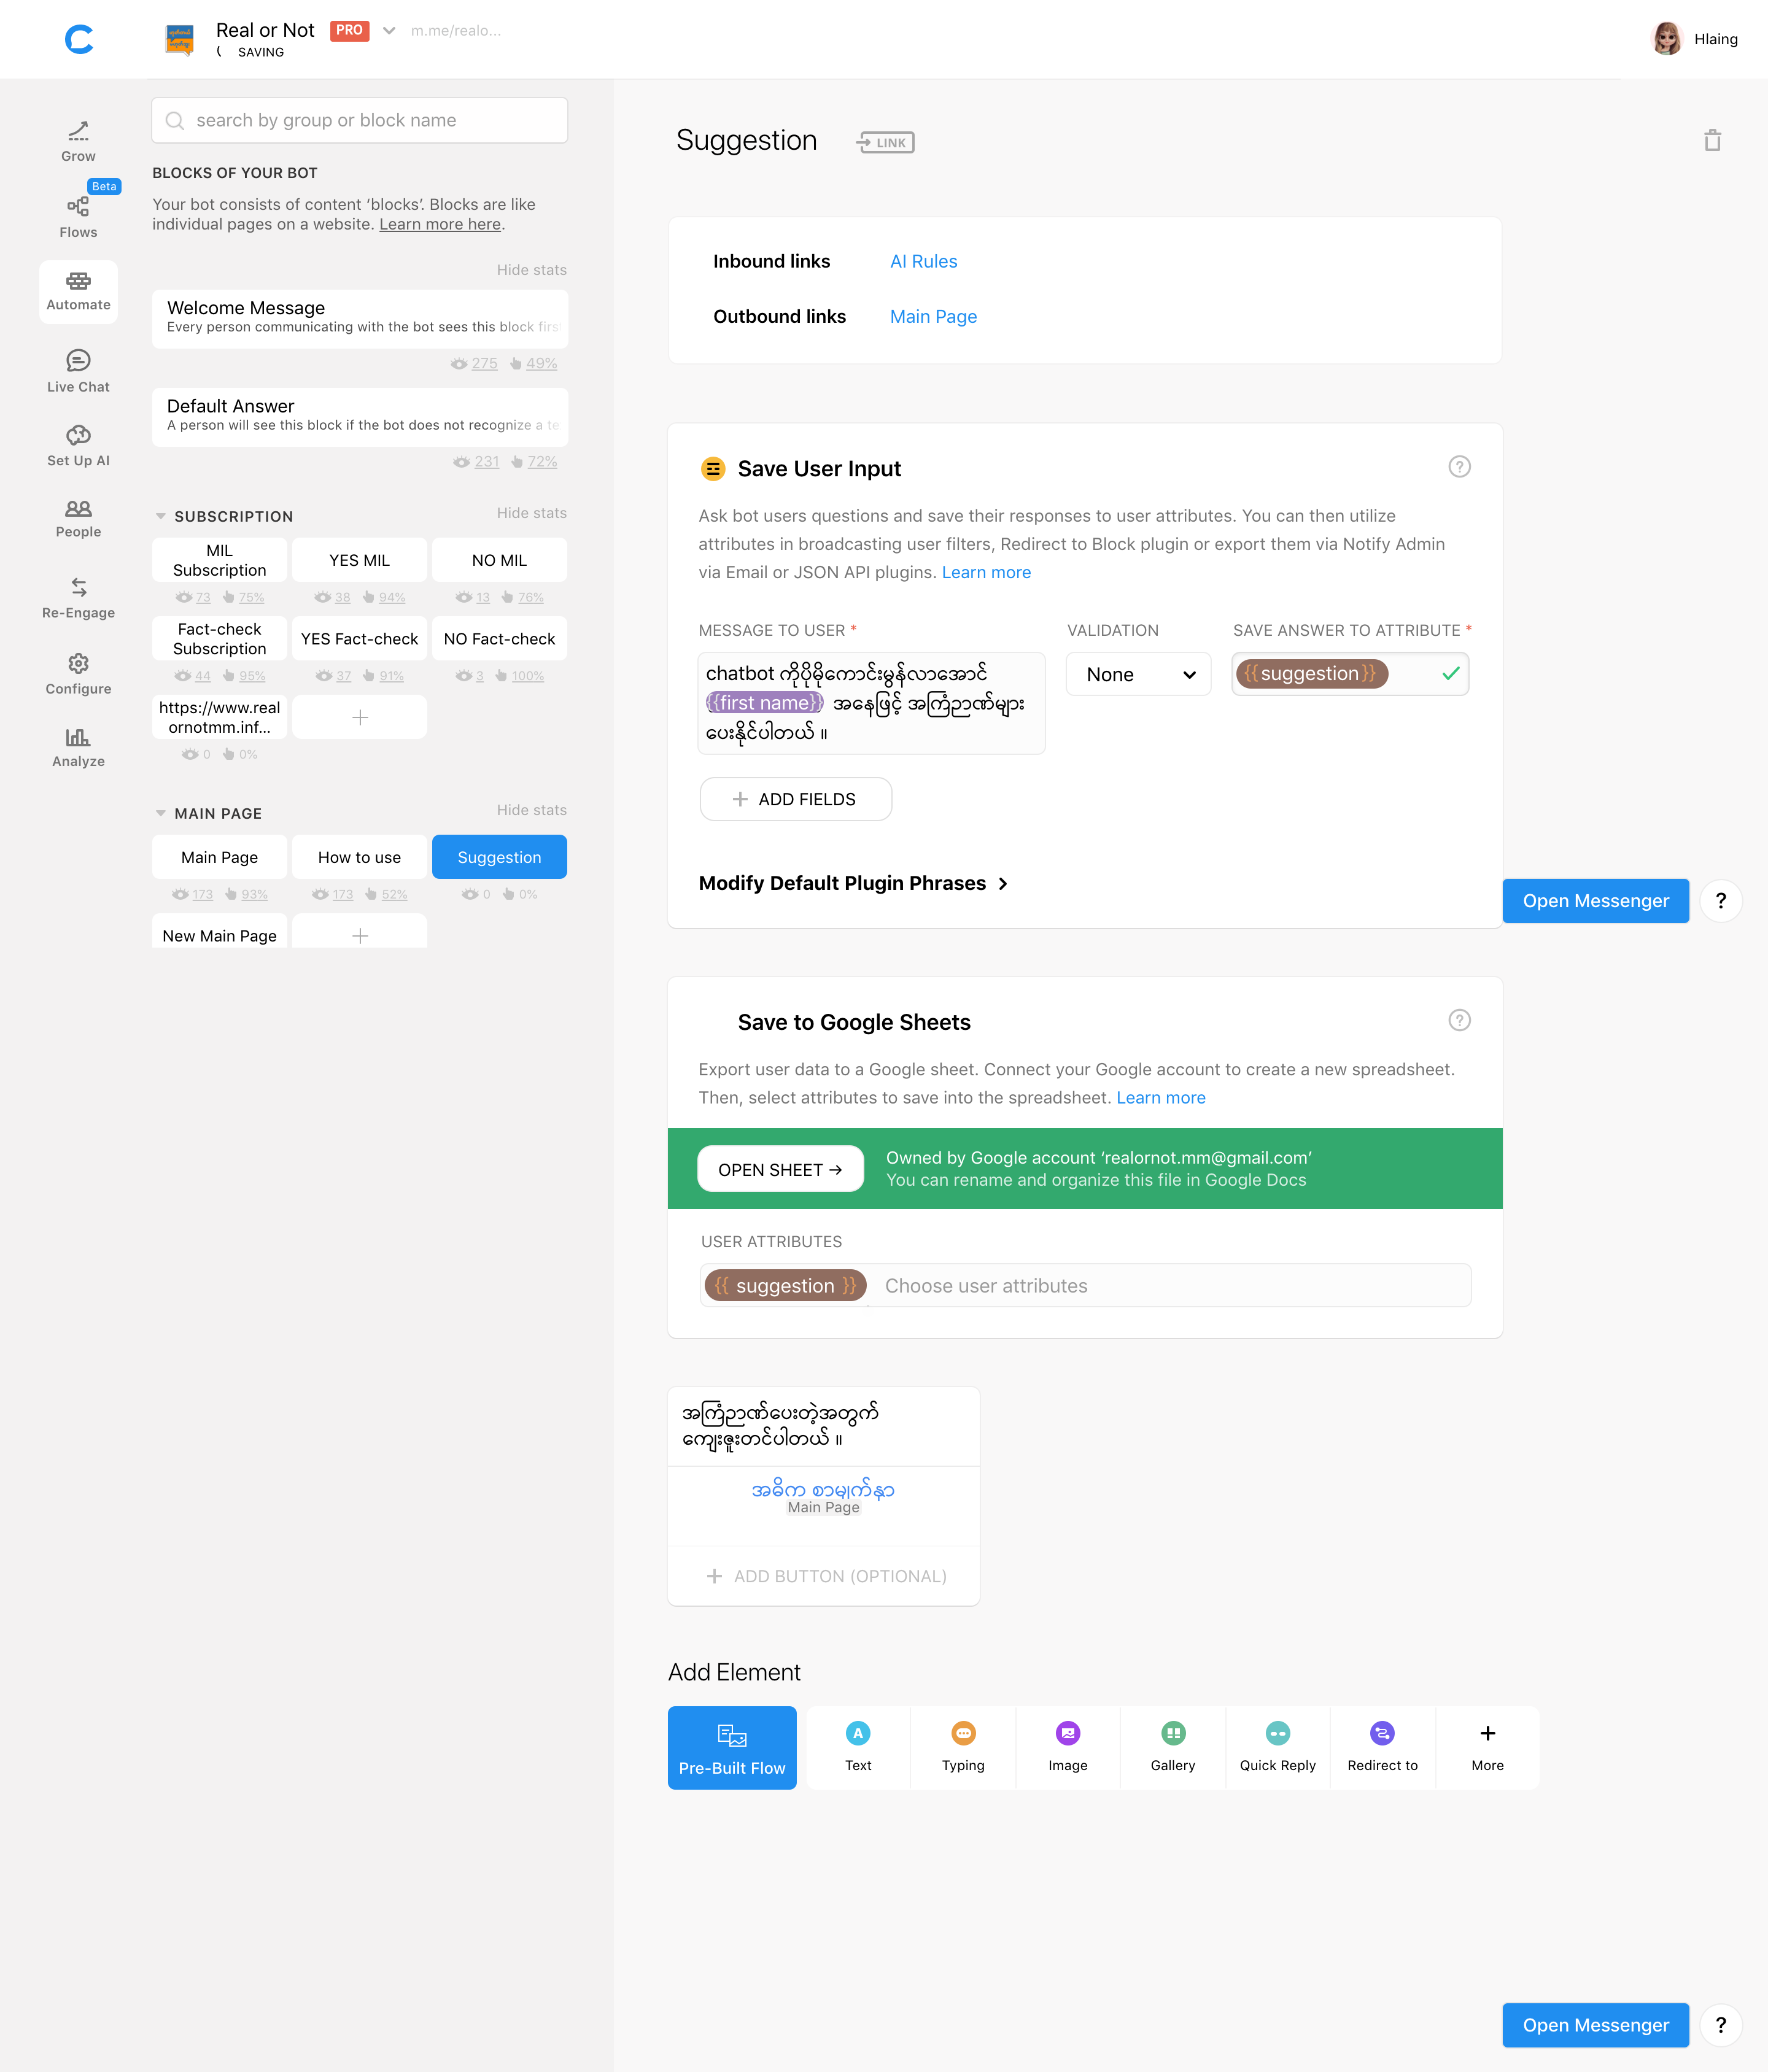 Real or Not PRO m.me/realo...
SAVING
Hlaing
Grow
Beta
Flows
Automate
Live Chat
Set Up AI
People
Re-Engage
Configure
Analyze
search by group or block name
BLOCKS OF YOUR BOT
Your bot consists of content ‘blocks’. Blocks are like
individual pages on a website. Learn more here.
Hide stats
Welcome Message
Every person communicating with the bot sees this block first
275 49%
Default Answer
A person will see this block if the bot does not recognize a te
231 72%
SUBSCRIPTION Hide stats
MIL
Subscription
YES MIL
NO MIL
73 75% 38 94% 13 76%
Fact-check
Subscription
YES Fact-check
NO Fact-check
44 95% 37 91% 3 100%
https://www.real
ornotmm.inf...
0 0%
MAIN PAGE Hide stats
Main Page How to use Suggestion
173 93% 173 52% 0 0%
New Main Page
Suggestion LINK
Inbound links AI Rules
Outbound links Main Page
Save User Input ?
Ask bot users questions and save their responses to user attributes. You can then utilize
attributes in broadcasting user filters, Redirect to Block plugin or export them via Notify Admin
via Email or JSON API plugins. Learn more
MESSAGE TO USER * VALIDATION SAVE ANSWER TO ATTRIBUTE *
chatbot ကိုပိုမိုကောင်းမွန်လာအောင်
{{first name}} အနေဖြင့် အကြံဉာဏ်များ
ပေးနိုင်ပါတယ် ။
None
{{suggestion}}
+ ADD FIELDS
Modify Default Plugin Phrases >
Open Messenger ?
Save to Google Sheets ?
Export user data to a Google sheet. Connect your Google account to create a new spreadsheet.
Then, select attributes to save into the spreadsheet. Learn more
OPEN SHEET →
Owned by Google account ‘realornot.mm@gmail.com’
You can rename and organize this file in Google Docs
USER ATTRIBUTES
{{ suggestion }} Choose user attributes
အကြံဉာဏ်ပေးတဲ့အတွက်
ကျေးဇူးတင်ပါတယ် ။
အဓိက စာမျက်နှာ
Main Page
+ ADD BUTTON (OPTIONAL)
Add Element
Pre-Built Flow
A
Text
Typing
Image
Gallery
Quick Reply
Redirect to
More
Open Messenger ?